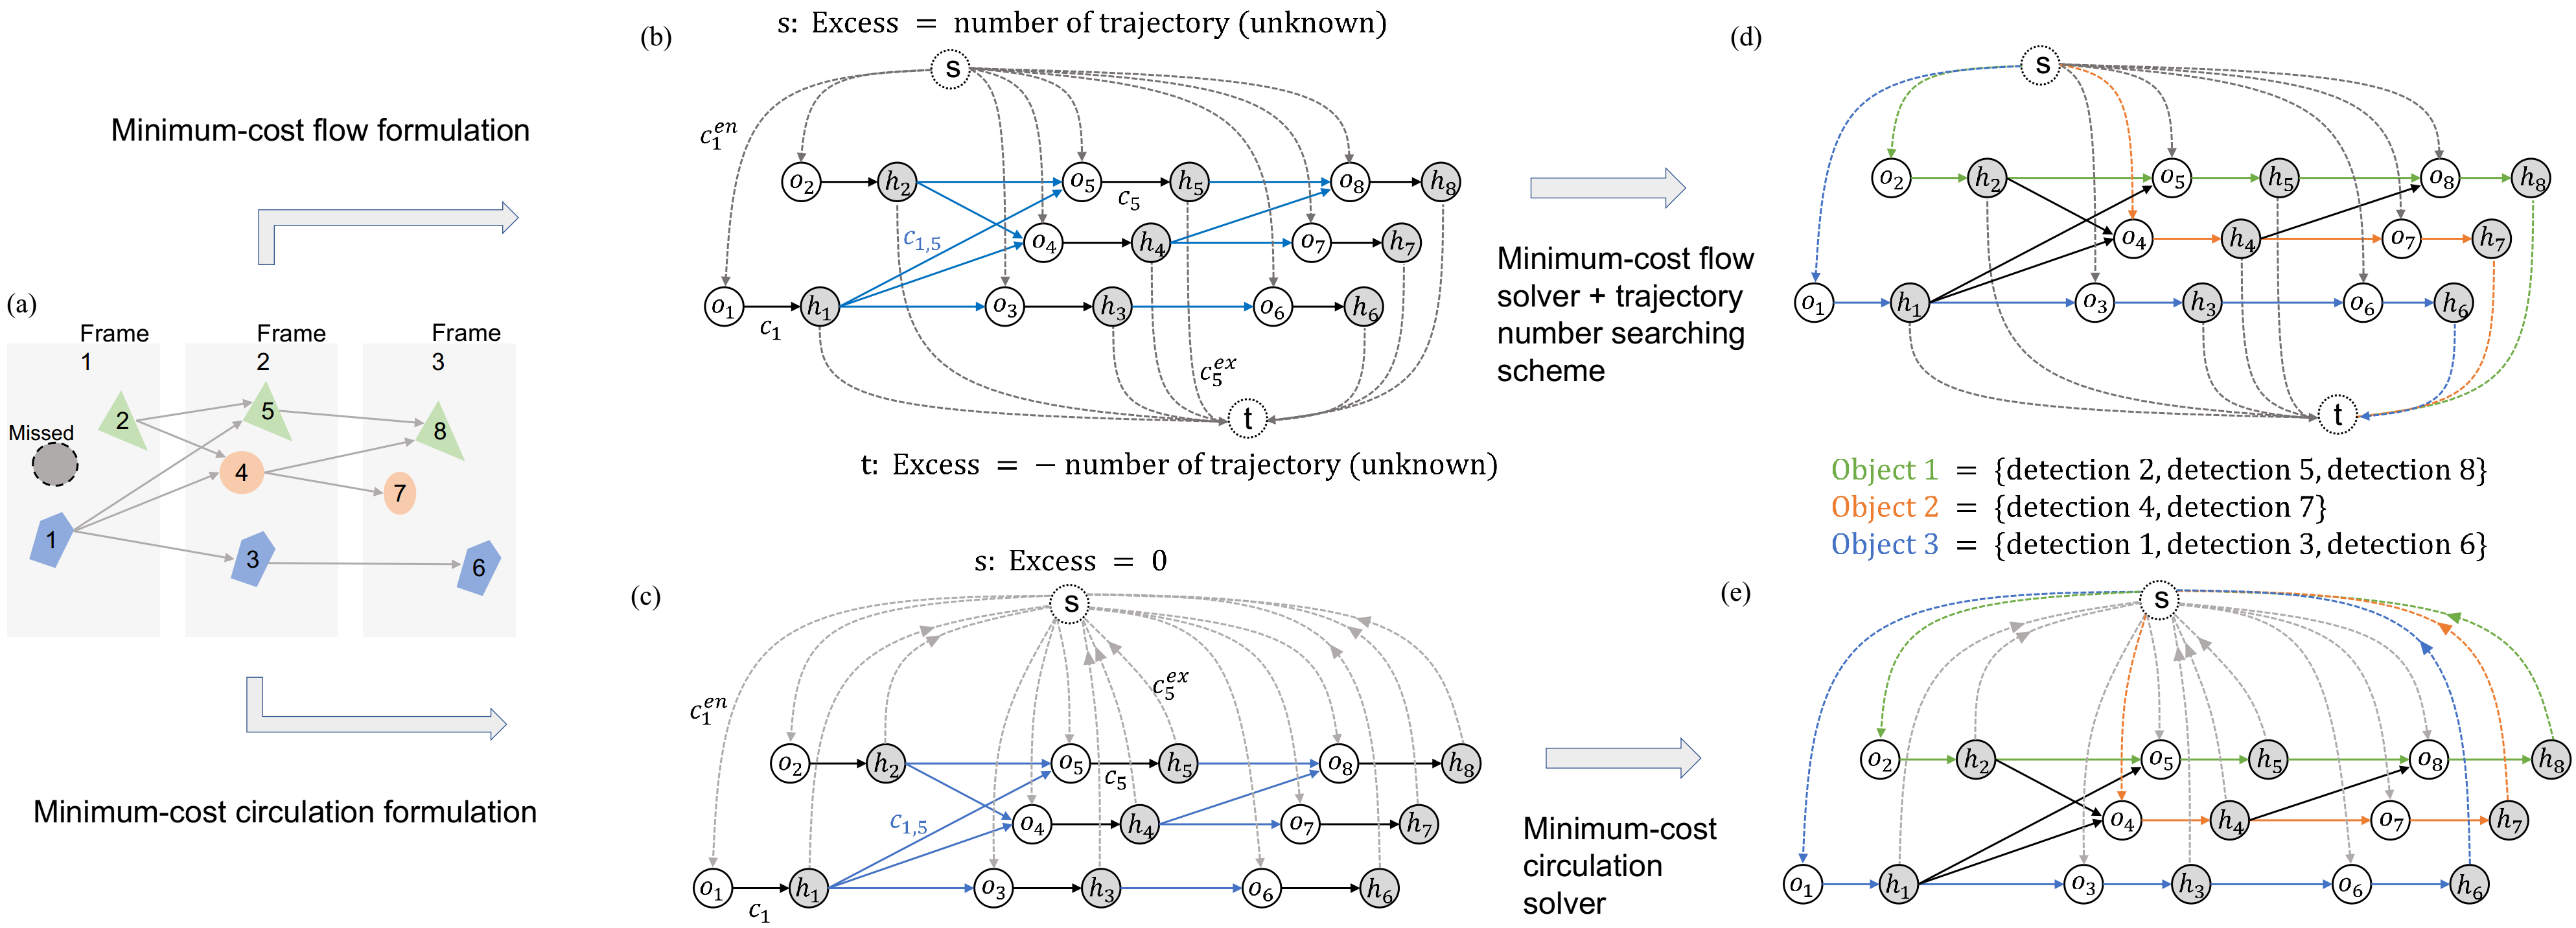 Minimum-cost flow formulation
(a)
Frame 1
Frame 2
Frame 3
Missed
2
5
8
4
7
1
3
6
Minimum-cost circulation formulation
(b)
s: Excess = number of trajectory (unknown)
s
c_1^{en}
o_2 h_2 o_5 h_5 o_8 h_8
c_5
c_{1,5}
o_4 h_4 o_7 h_7
o_1 h_1 o_3 h_3 o_6 h_6
c_1
c_5^{ex}
t
t: Excess = − number of trajectory (unknown)
Minimum-cost flow
solver + trajectory
number searching
scheme
(d)
s
o_2 h_2 o_5 h_5 o_8 h_8
o_4 h_4 o_7 h_7
o_1 h_1 o_3 h_3 o_6 h_6
t
Object 1 = {detection 2, detection 5, detection 8}
Object 2 = {detection 4, detection 7}
Object 3 = {detection 1, detection 3, detection 6}
(c)
s: Excess = 0
s
c_1^{en}
c_5^{ex}
o_2 h_2 o_5 h_5 o_8 h_8
c_5
c_{1,5}
o_4 h_4 o_7 h_7
o_1 h_1 o_3 h_3 o_6 h_6
c_1
Minimum-cost
circulation
solver
(e)
s
o_2 h_2 o_5 h_5 o_8 h_8
o_4 h_4 o_7 h_7
o_1 h_1 o_3 h_3 o_6 h_6